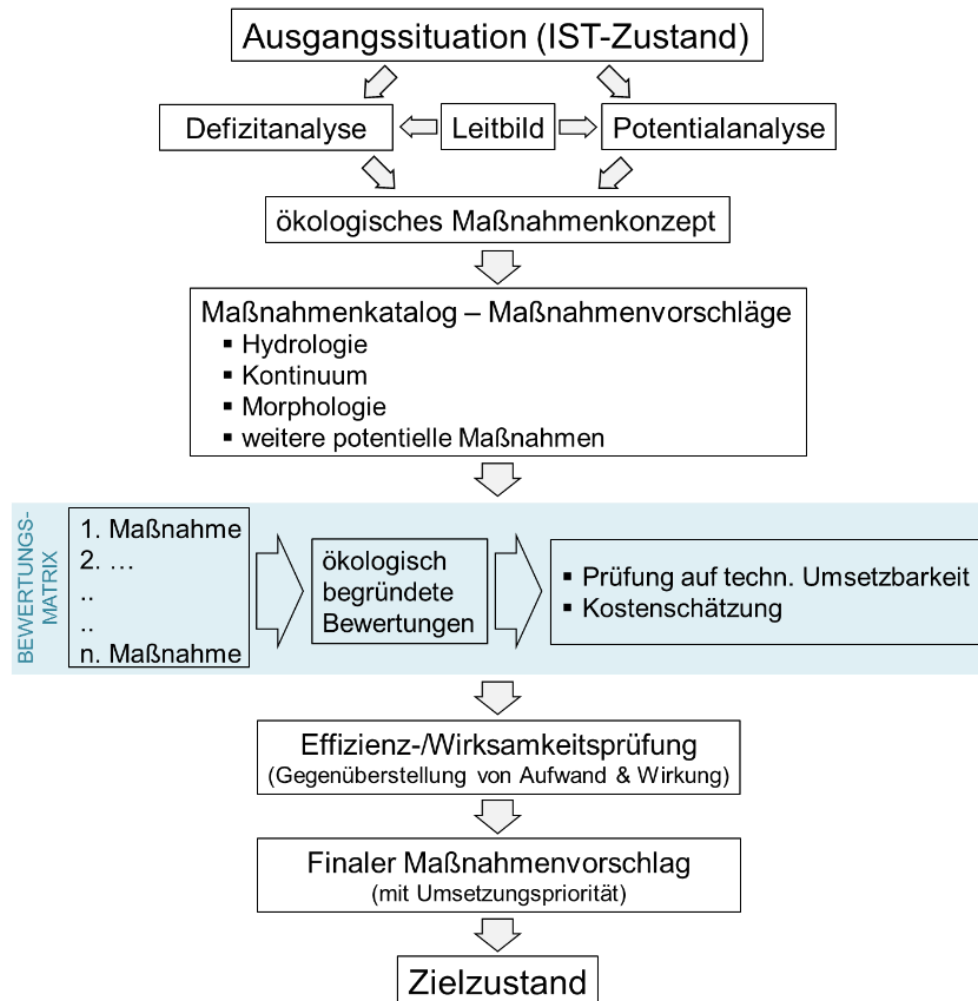 Ausgangssituation (IST-Zustand)
Defizitanalyse
Leitbild
Potentialanalyse
ökologisches Maßnahmenkonzept
Maßnahmenkatalog – Maßnahmenvorschläge
▪ Hydrologie
▪ Kontinuum
▪ Morphologie
▪ weitere potentielle Maßnahmen
BEWERTUNGS-
MATRIX
1. Maßnahme
2. …
..
..
n. Maßnahme
ökologisch
begründete
Bewertungen
▪ Prüfung auf techn. Umsetzbarkeit
▪ Kostenschätzung
Effizienz-/Wirksamkeitsprüfung
(Gegenüberstellung von Aufwand & Wirkung)
Finaler Maßnahmenvorschlag
(mit Umsetzungspriorität)
Zielzustand